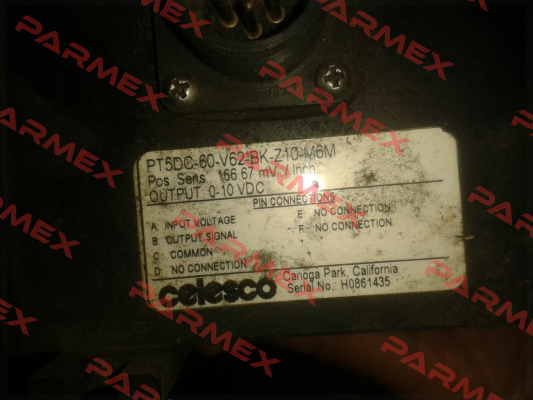 PARMEX
PARMEX
PARMEX
PARMEX
PT5DC-60-V62-BK-Z10-M6M
Pos Sens: 166.67 mV / Inch
OUTPUT: 0-10 VDC
PIN CONNECTIONS
A INPUT VOLTAGE
B OUTPUT SIGNAL
C COMMON
D NO CONNECTION
E NO CONNECTION
F NO CONNECTION
celesco
Canoga Park, California
Serial No.: H0861435
PARMEX
PARMEX
PARMEX
PARMEX
PARMEX
PARMEX